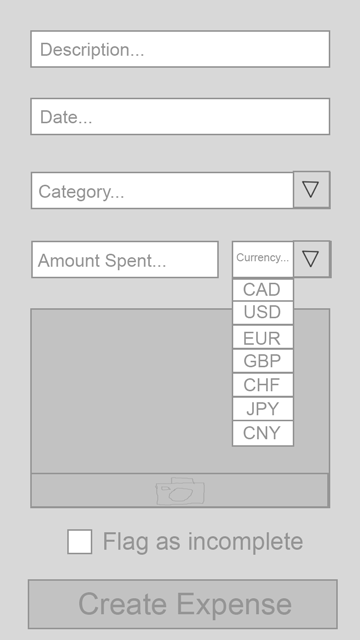 Description...
Date...
Category...
Amount Spent...
Currency...
CAD
USD
EUR
GBP
CHF
JPY
CNY
Flag as incomplete
Create Expense